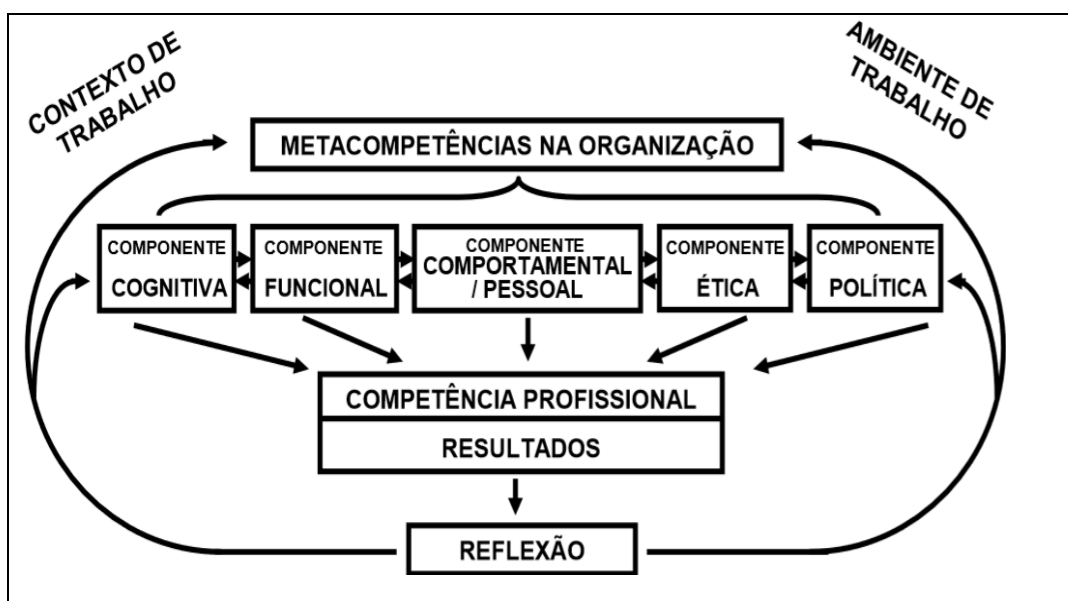 CONTEXTO DE
TRABALHO
AMBIENTE DE
TRABALHO
METACOMPETÊNCIAS NA ORGANIZAÇÃO
COMPONENTE
COGNITIVA
COMPONENTE
FUNCIONAL
COMPONENTE
COMPORTAMENTAL
/ PESSOAL
COMPONENTE
ÉTICA
COMPONENTE
POLÍTICA
COMPETÊNCIA PROFISSIONAL
RESULTADOS
REFLEXÃO